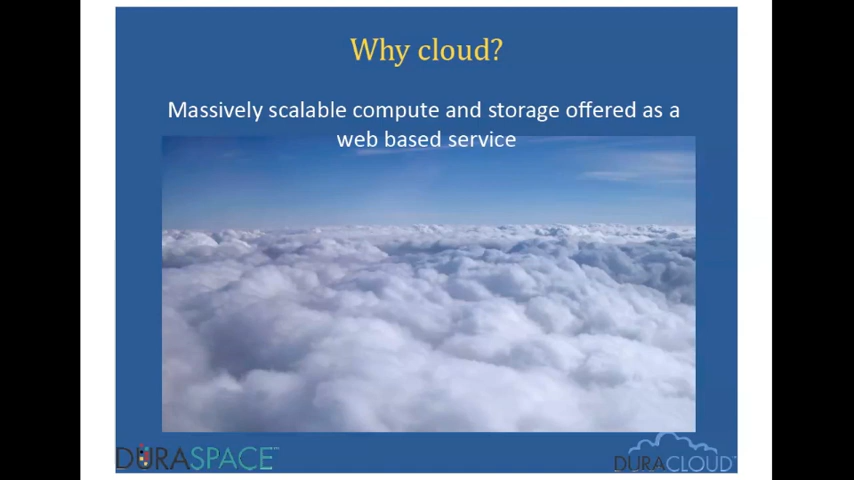 Why cloud?
Massively scalable compute and storage offered as a
web based service
DURASPACE
DURACLOUD